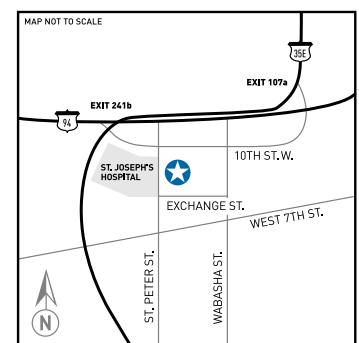 MAP NOT TO SCALE
35E
EXIT 107a
EXIT 241b
94
10TH ST. W.
ST. JOSEPH'S
HOSPITAL
EXCHANGE ST.
WEST 7TH ST.
ST. PETER ST.
WABASHA ST.
N